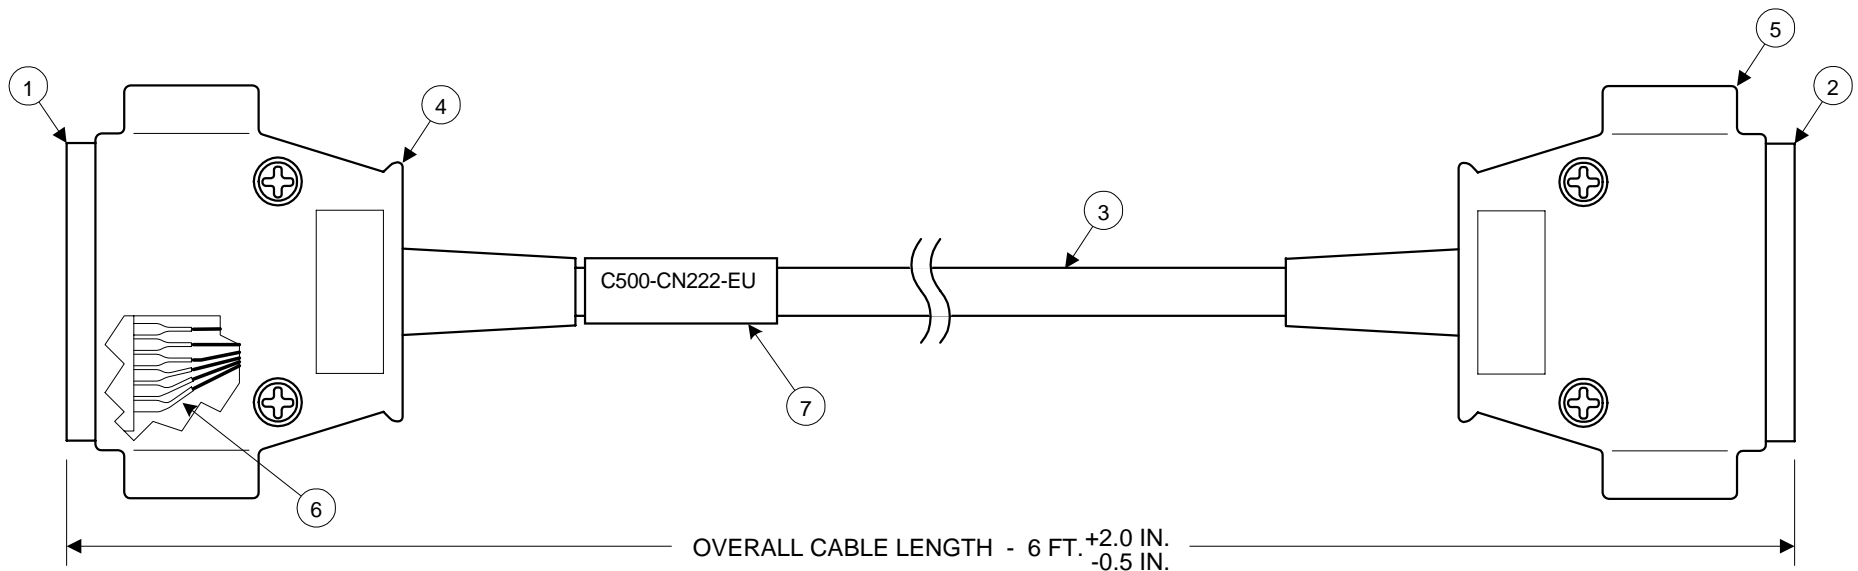 5
1
2
4
3
C500-CN222-EU
7
6
OVERALL CABLE LENGTH - 6 FT. +2.0 IN.
-0.5 IN.